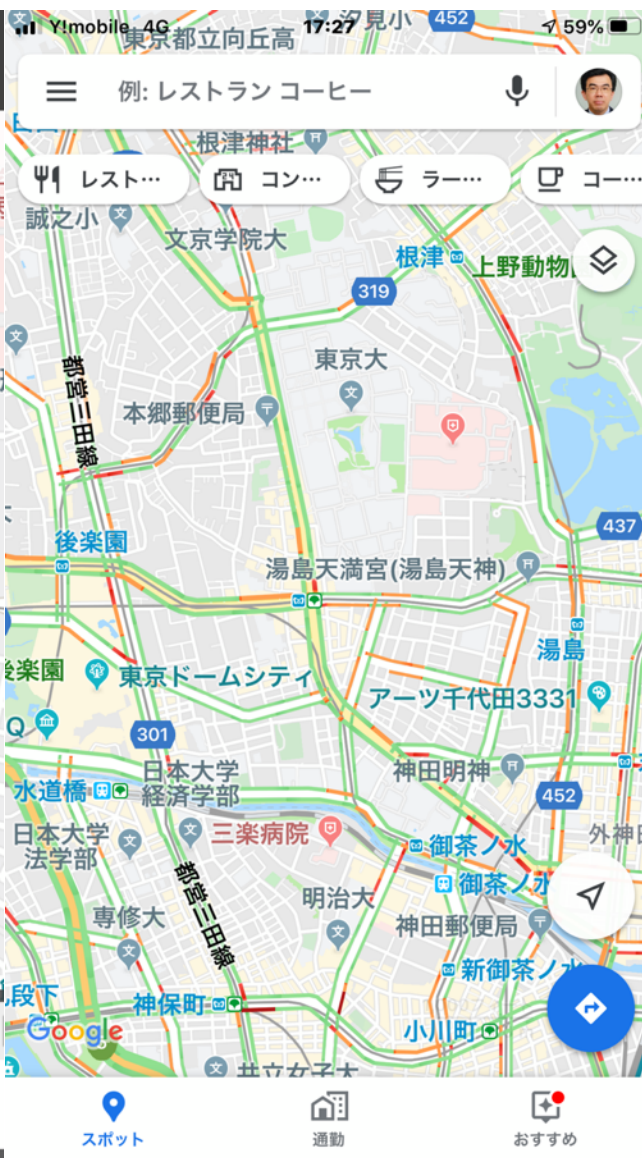 Y!mobile 4G
17:27
59%
汐見小
452
東京都立向丘高
例: レストラン コーヒー
根津神社
レスト…
コン…
ラー…
コー…
誠之小
文京学院大
根津
上野動物
319
東京大
都営三田線
本郷郵便局
437
後楽園
湯島天満宮(湯島天神)
湯島
後楽園
東京ドームシティ
アーツ千代田3331
Q
301
日本大学
経済学部
神田明神
水道橋
452
日本大学
法学部
三楽病院
御茶ノ水
外神田
都営三田線
御茶ノ水
明治大
専修大
神田郵便局
新御茶ノ水
段下
神保町
Google
小川町
共立女子大
スポット
通勤
おすすめ